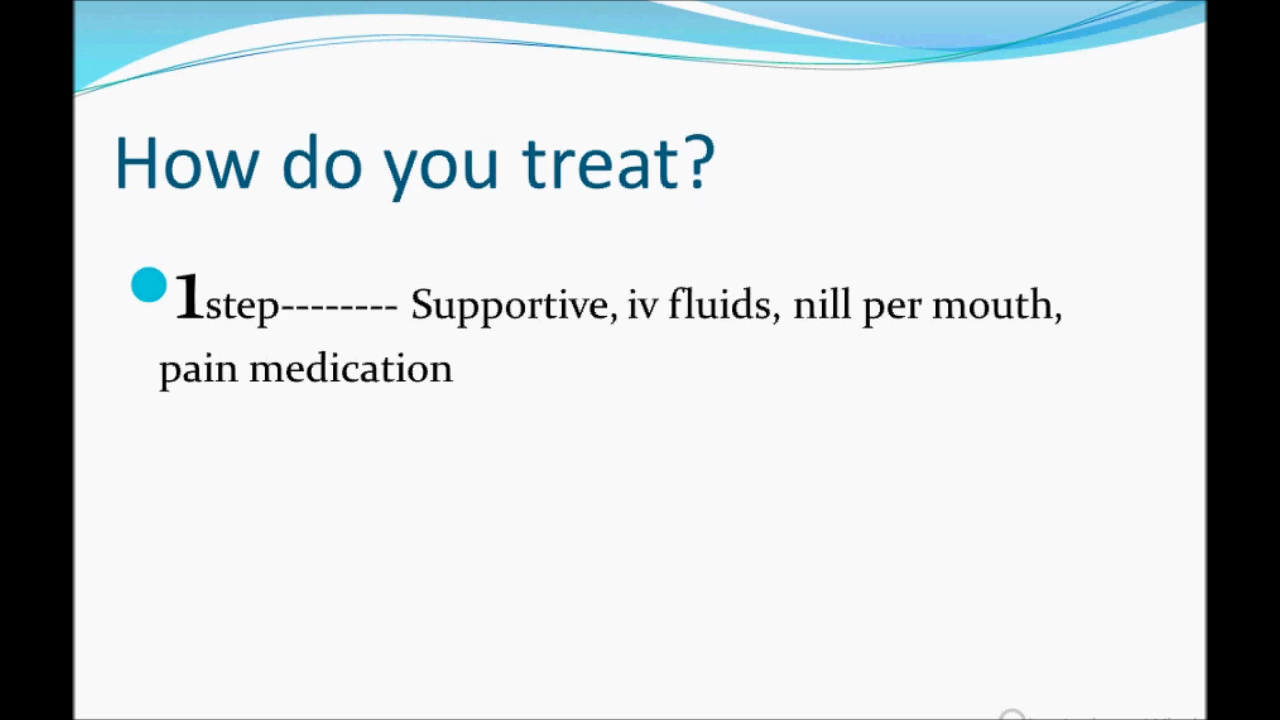 How do you treat?
1step-------- Supportive, iv fluids, nill per mouth,
pain medication